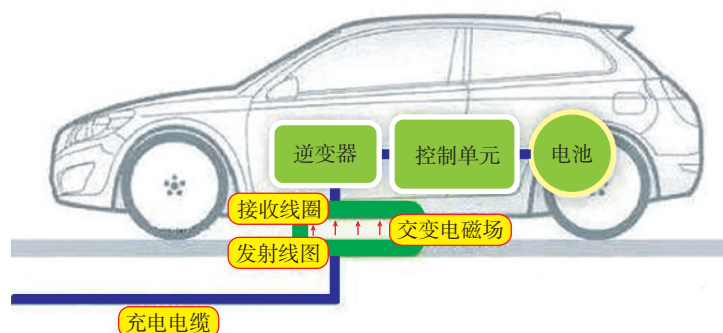 逆变器
控制单元
电池
接收线圈
交变电磁场
发射线图
充电电缆